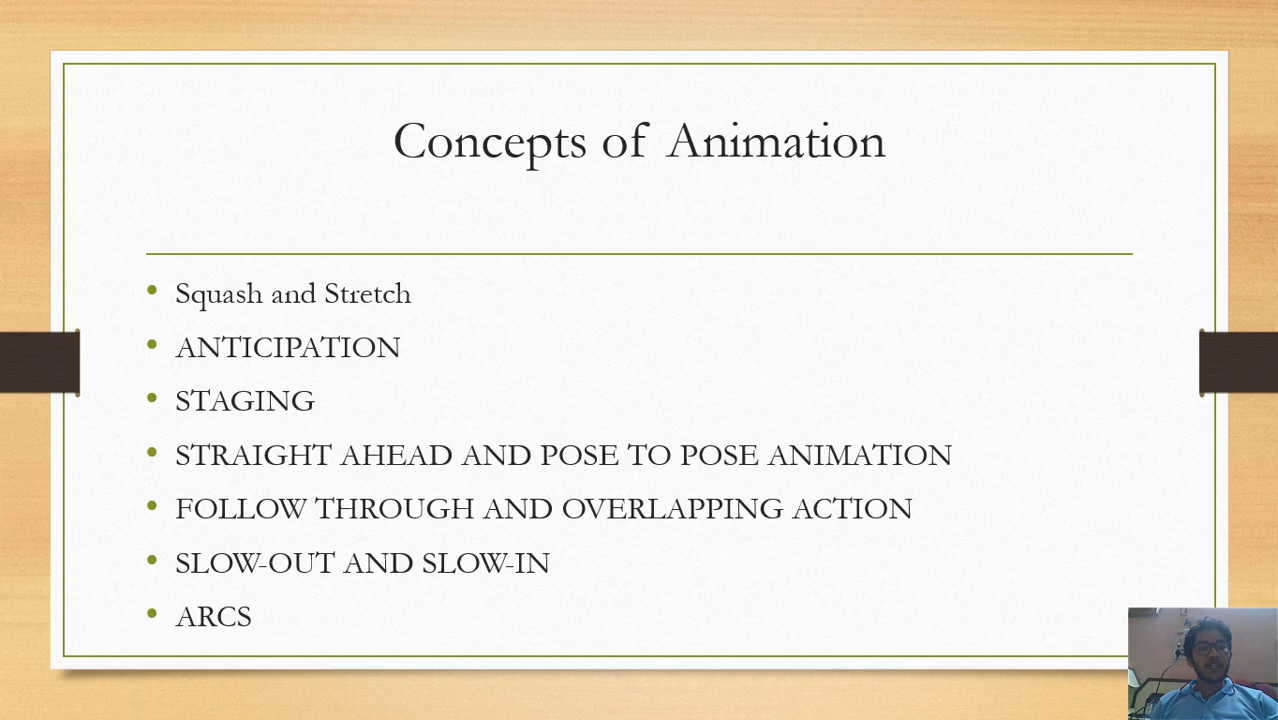 Concepts of Animation
• Squash and Stretch
• ANTICIPATION
• STAGING
• STRAIGHT AHEAD AND POSE TO POSE ANIMATION
• FOLLOW THROUGH AND OVERLAPPING ACTION
• SLOW-OUT AND SLOW-IN
• ARCS